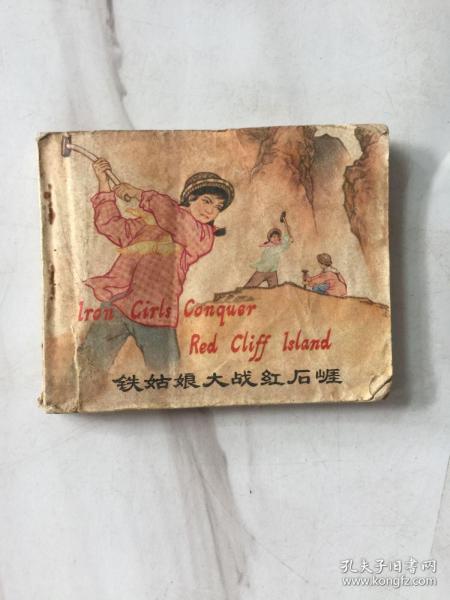 Iron Girls Conquer
Red Cliff Island
铁姑娘大战红石崖
孔夫子旧书网
www.kongfz.com